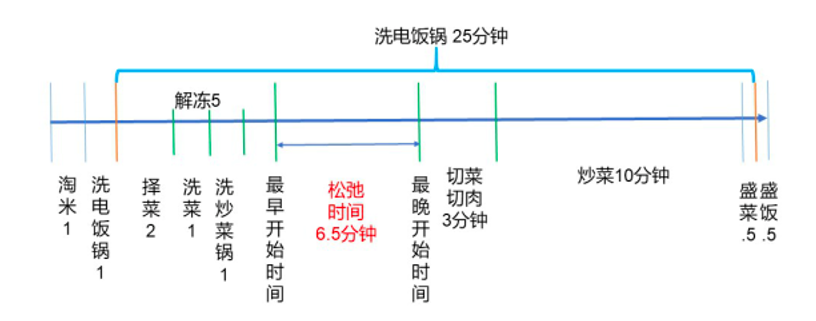 洗电饭锅 25分钟
解冻5
淘米1
洗电饭锅1
择菜2
洗菜1
洗炒菜锅1
最早开始时间
松弛
时间
6.5分钟
最晚开始时间
切菜
切肉
3分钟
炒菜10分钟
盛菜.5
盛饭.5